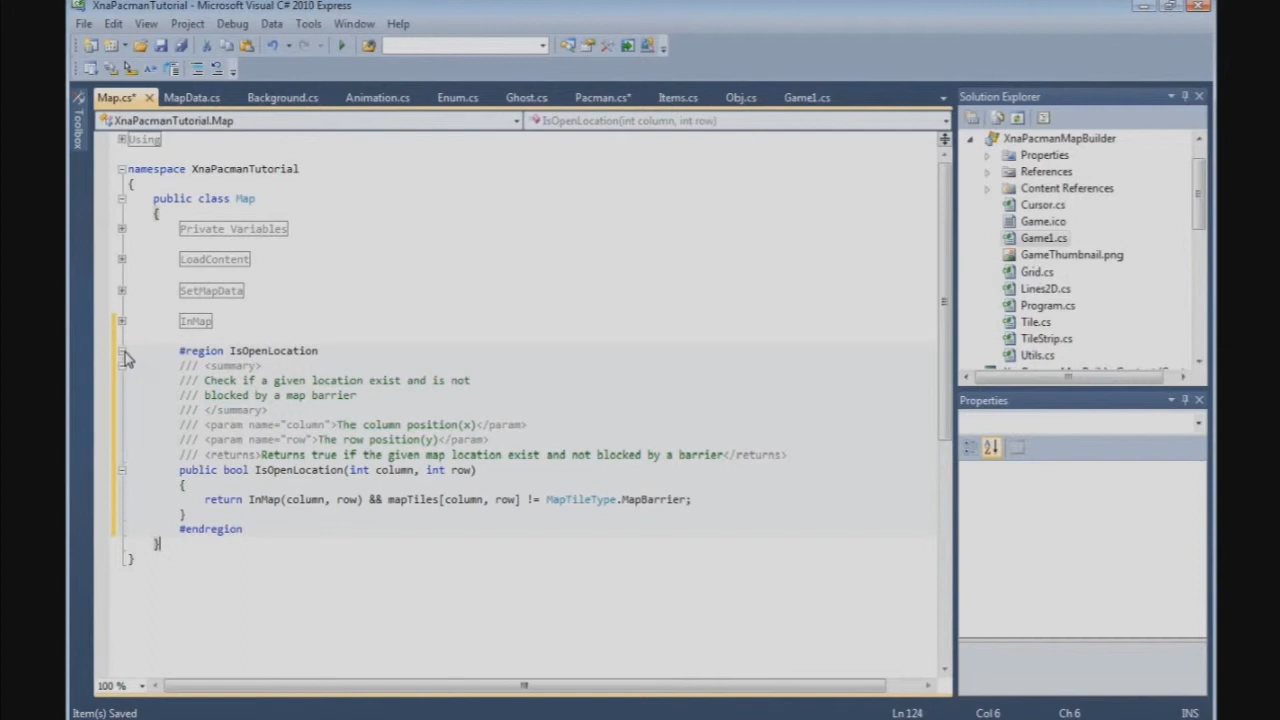 XnaPacmanTutorial - Microsoft Visual C# 2010 Express
File Edit View Project Debug Data Tools Window Help
Map.cs* MapData.cs Background.cs Animation.cs Enum.cs Ghost.cs Pacman.cs* Items.cs Obj.cs Game1.cs
XnaPacmanTutorial.Map IsOpenLocation(int column, int row)
Toolbox
Using
namespace XnaPacmanTutorial
{
public class Map
{
Private Variables
LoadContent
SetMapData
InMap
#region IsOpenLocation
/// <summary>
/// Check if a given location exist and is not
/// blocked by a map barrier
/// </summary>
/// <param name="column">The column position(x)</param>
/// <param name="row">The row position(y)</param>
/// <returns>Returns true if the given map location exist and not blocked by a barrier</returns>
public bool IsOpenLocation(int column, int row)
{
return InMap(column, row) && mapTiles[column, row] != MapTileType.MapBarrier;
}
#endregion
}
}
100 %
Solution Explorer
XnaPacmanMapBuilder
Properties
References
Content References
Cursor.cs
Game.ico
Game1.cs
GameThumbnail.png
Grid.cs
Lines2D.cs
Program.cs
Tile.cs
TileStrip.cs
Utils.cs
Properties
Item(s) Saved Ln 124 Col 6 Ch 6 INS